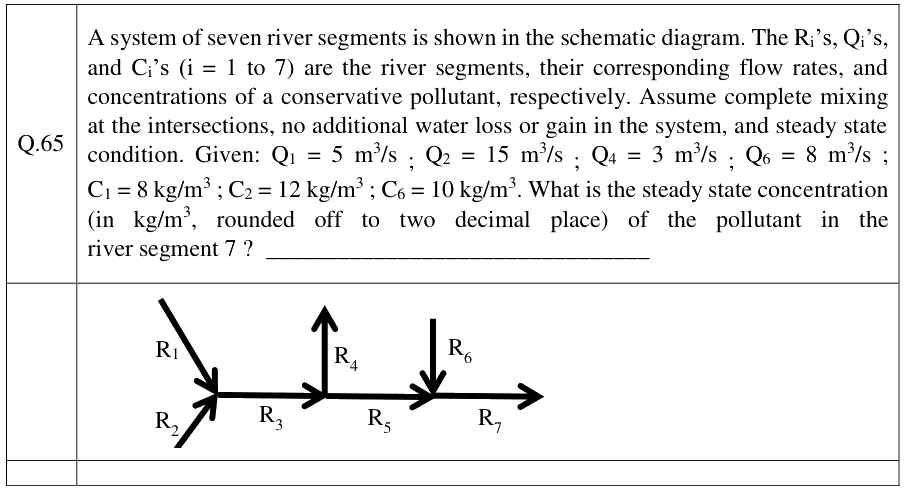 A system of seven river segments is shown in the schematic diagram. The Rᵢ’s, Qᵢ’s,
and Cᵢ’s (i = 1 to 7) are the river segments, their corresponding flow rates, and
concentrations of a conservative pollutant, respectively. Assume complete mixing
at the intersections, no additional water loss or gain in the system, and steady state
Q.65 condition. Given: Q₁ = 5 m³/s ; Q₂ = 15 m³/s ; Q₄ = 3 m³/s ; Q₆ = 8 m³/s ;
C₁ = 8 kg/m³ ; C₂ = 12 kg/m³ ; C₆ = 10 kg/m³. What is the steady state concentration
(in kg/m³, rounded off to two decimal place) of the pollutant in the
river segment 7 ? __________________________________
R₁ R₄ R₆
R₂ R₃ R₅ R₇